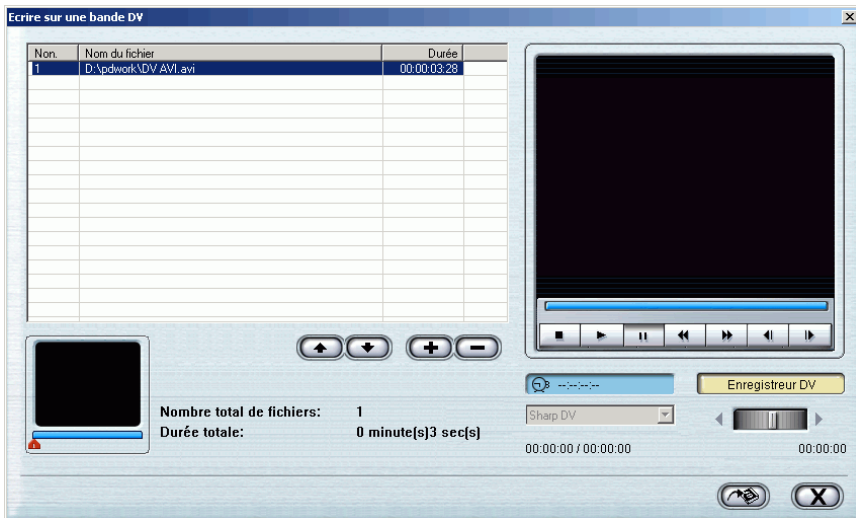 Ecrire sur une bande DV
Non. Nom du fichier Durée
1 D:\pdwork\DV AVI.avi 00:00:03:28
--:--:--:--
Enregistreur DV
Sharp DV
Nombre total de fichiers: 1
Durée totale: 0 minute(s)3 sec(s)
00:00:00 / 00:00:00
00:00:00